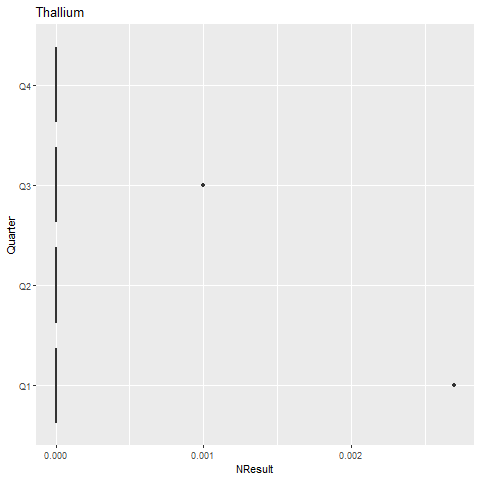 Thallium
Q4
Q3
Q2
Q1
Quarter
0.000
0.001
0.002
NResult